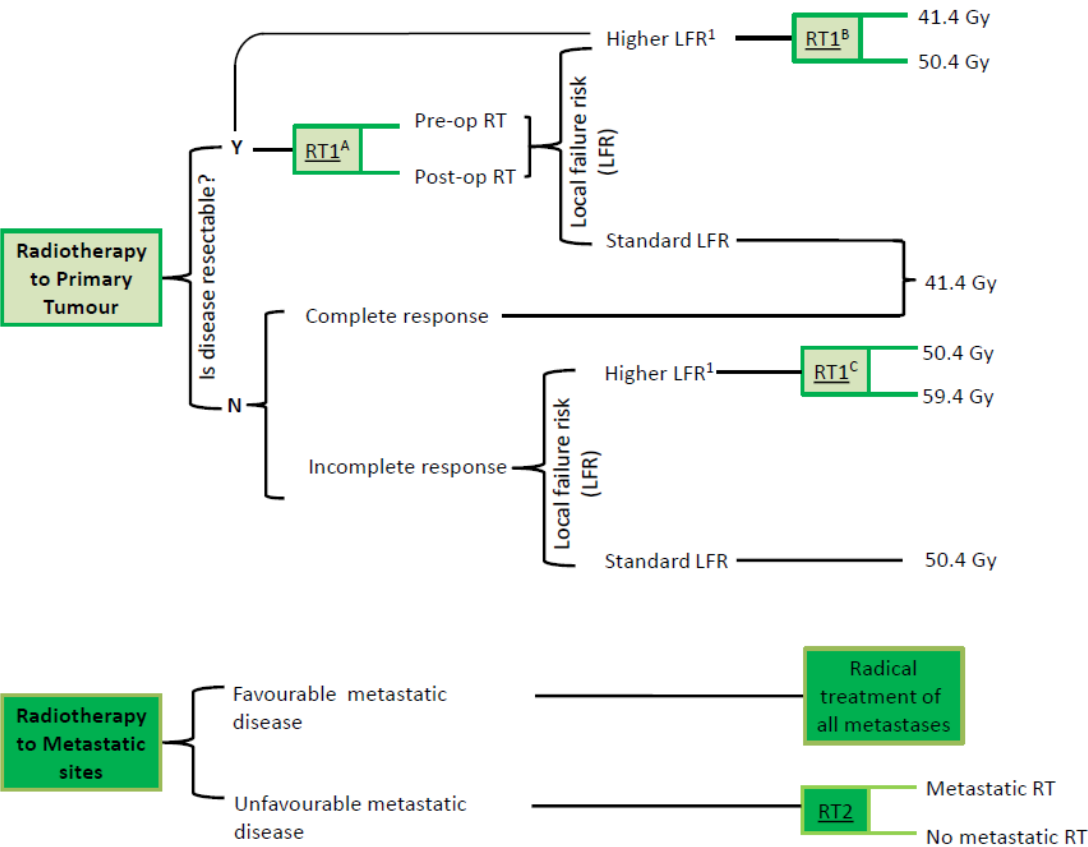 Radiotherapy
to Primary
Tumour
Is disease resectable?
Y
RT1ᴬ
Pre-op RT
Post-op RT
Local failure risk
(LFR)
Higher LFR¹
RT1ᴮ
41.4 Gy
50.4 Gy
Standard LFR
41.4 Gy
N
Complete response
Incomplete response
Local failure risk
(LFR)
Higher LFR¹
RT1ᶜ
50.4 Gy
59.4 Gy
Standard LFR
50.4 Gy
Radiotherapy
to Metastatic
sites
Favourable metastatic
disease
Radical
treatment of
all metastases
Unfavourable metastatic
disease
RT2
Metastatic RT
No metastatic RT